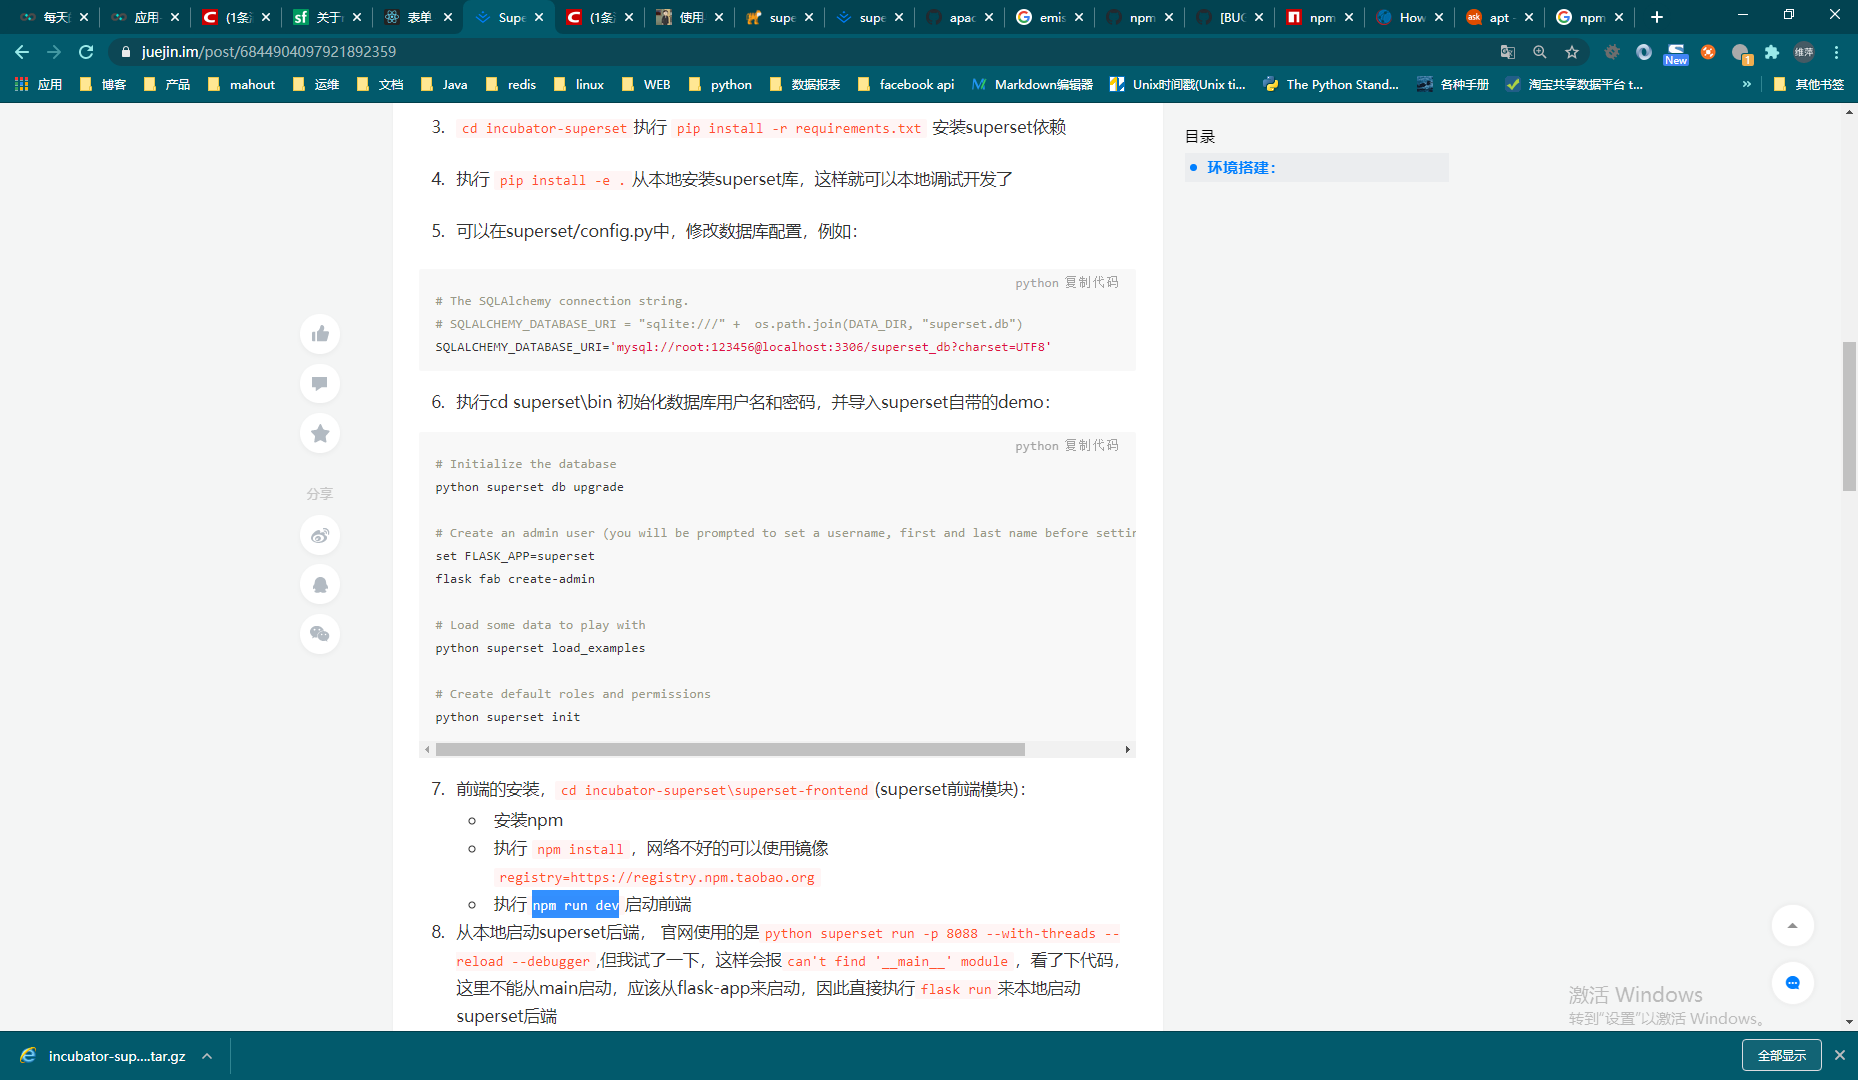 每天
应用
(1条
关于
表单
Supe
(1条
使用
supe
supe
apac
emis
npm
[BUG
npm
How
apt
npm
juejin.im/post/6844904097921892359
New
1
维萍
应用
博客
产品
mahout
运维
文档
Java
redis
linux
WEB
python
数据报表
facebook api
Markdown编辑器
Unix时间戳(Unix ti...
The Python Stand...
各种手册
淘宝共享数据平台 t...
»
其他书签
3. cd incubator-superset 执行 pip install -r requirements.txt 安装superset依赖
4. 执行 pip install -e . 从本地安装superset库，这样就可以本地调试开发了
5. 可以在superset/config.py中，修改数据库配置，例如：
python 复制代码
# The SQLAlchemy connection string.
# SQLALCHEMY_DATABASE_URI = "sqlite:///" +  os.path.join(DATA_DIR, "superset.db")
SQLALCHEMY_DATABASE_URI='mysql://root:123456@localhost:3306/superset_db?charset=UTF8'
6. 执行cd superset\bin 初始化数据库用户名和密码，并导入superset自带的demo：
python 复制代码
# Initialize the database
python superset db upgrade
# Create an admin user (you will be prompted to set a username, first and last name before settin
set FLASK_APP=superset
flask fab create-admin
# Load some data to play with
python superset load_examples
# Create default roles and permissions
python superset init
7. 前端的安装，cd incubator-superset\superset-frontend (superset前端模块)：
安装npm
执行 npm install ，网络不好的可以使用镜像
registry=https://registry.npm.taobao.org
执行 npm run dev 启动前端
8. 从本地启动superset后端， 官网使用的是 python superset run -p 8088 --with-threads --
reload --debugger ,但我试了一下，这样会报 can't find '__main__' module ，看了下代码，
这里不能从main启动，应该从flask-app来启动，因此直接执行 flask run 来本地启动
superset后端
分享
目录
环境搭建：
激活 Windows
转到"设置"以激活 Windows。
incubator-sup....tar.gz
全部显示